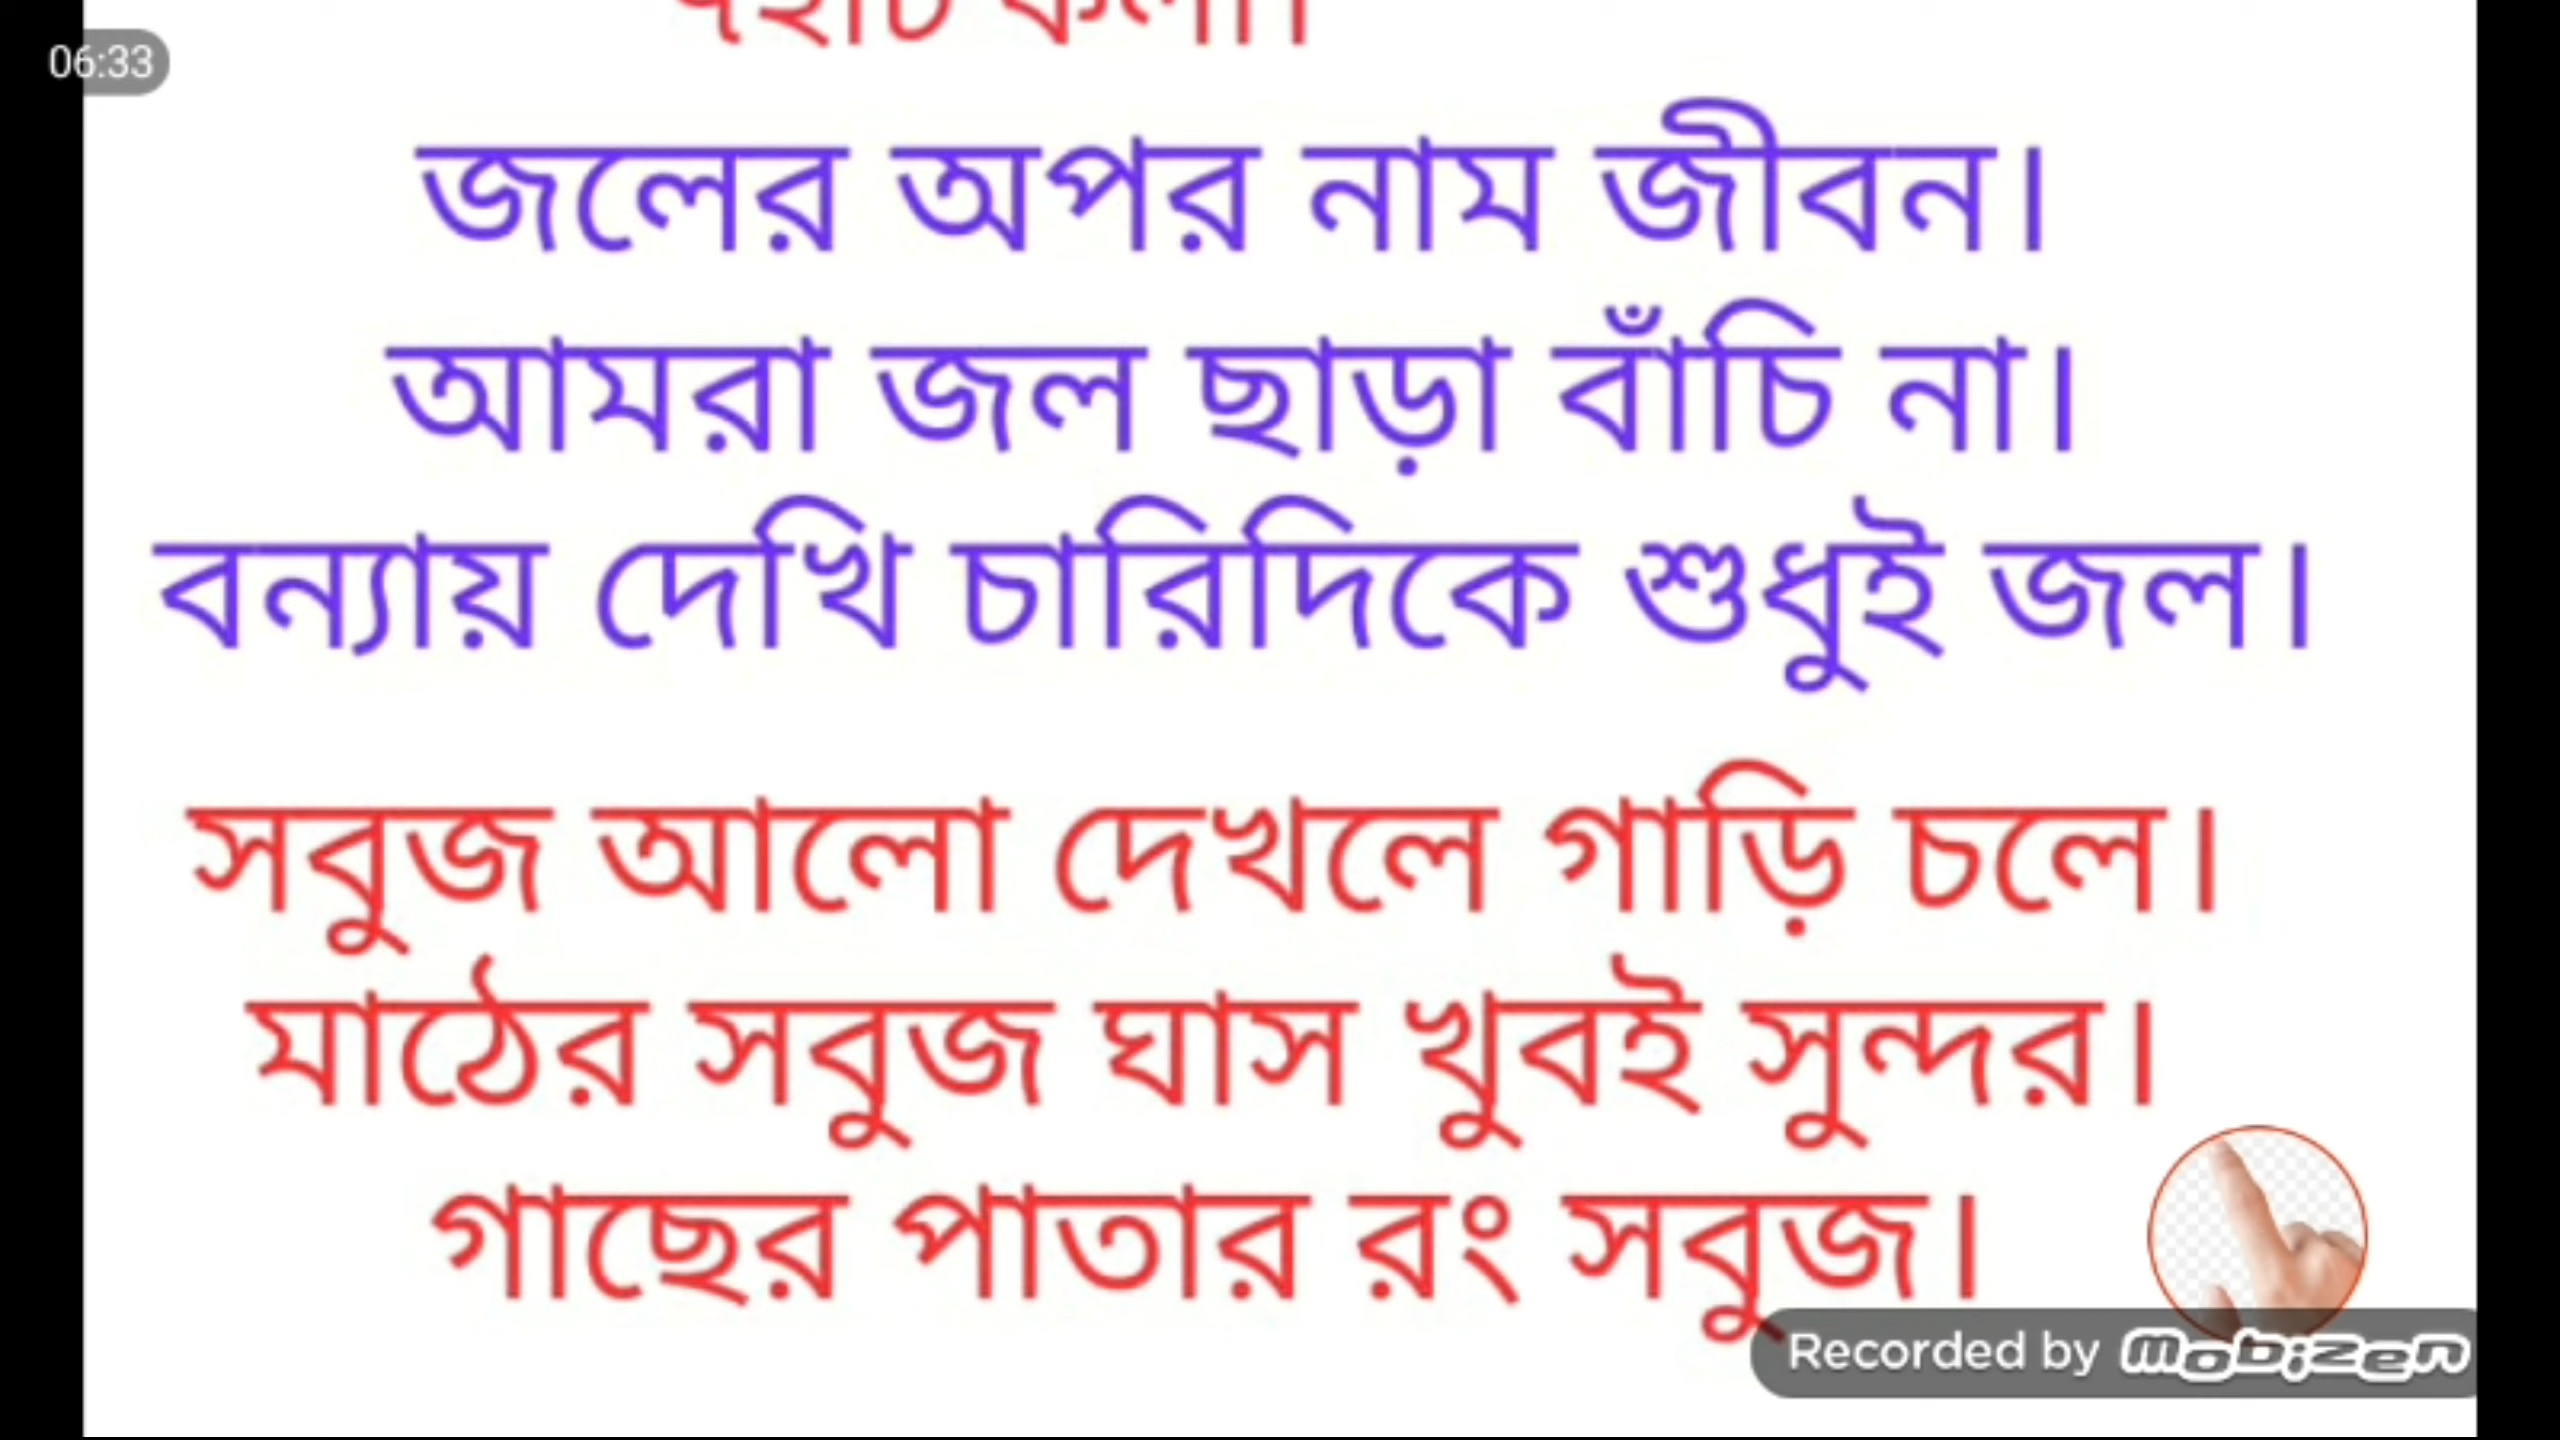 06:33
জলের অপর নাম জীবন।
আমরা জল ছাড়া বাঁচি না।
বন্যায় দেখি চারিদিকে শুধুই জল।
সবুজ আলো দেখলে গাড়ি চলে।
মাঠের সবুজ ঘাস খুবই সুন্দর।
গাছের পাতার রং সবুজ।
Recorded by mobizen